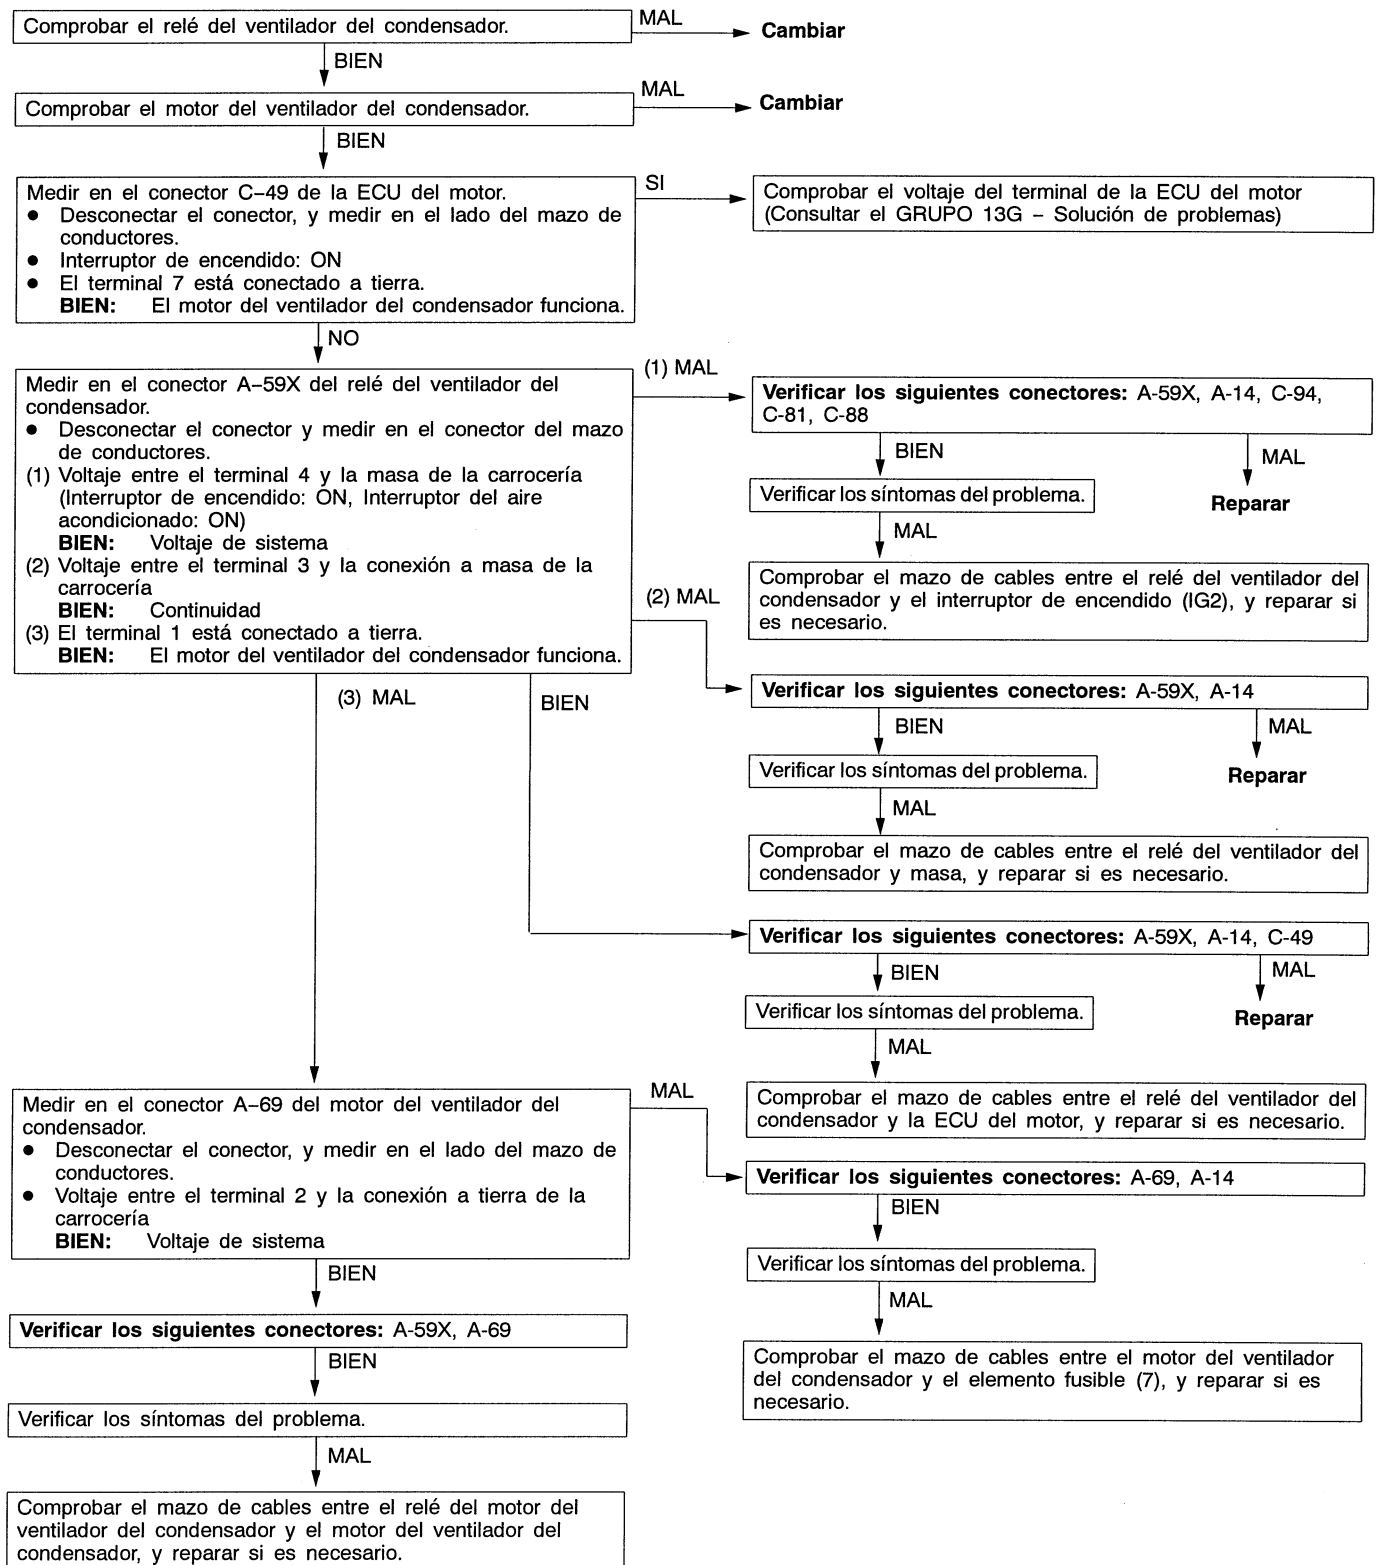 Comprobar el relé del ventilador del condensador.
MAL
Cambiar
BIEN
Comprobar el motor del ventilador del condensador.
MAL
Cambiar
BIEN
Medir en el conector C–49 de la ECU del motor.
● Desconectar el conector, y medir en el lado del mazo de
conductores.
● Interruptor de encendido: ON
● El terminal 7 está conectado a tierra.
BIEN: El motor del ventilador del condensador funciona.
SI
Comprobar el voltaje del terminal de la ECU del motor
(Consultar el GRUPO 13G – Solución de problemas)
NO
Medir en el conector A–59X del relé del ventilador del
condensador.
● Desconectar el conector y medir en el conector del mazo
de conductores.
(1) Voltaje entre el terminal 4 y la masa de la carrocería
(Interruptor de encendido: ON, Interruptor del aire
acondicionado: ON)
BIEN: Voltaje de sistema
(2) Voltaje entre el terminal 3 y la conexión a masa de la
carrocería
BIEN: Continuidad
(3) El terminal 1 está conectado a tierra.
BIEN: El motor del ventilador del condensador funciona.
(1) MAL
Verificar los siguientes conectores: A-59X, A-14, C-94,
C-81, C-88
BIEN
MAL
Verificar los síntomas del problema.
Reparar
MAL
Comprobar el mazo de cables entre el relé del ventilador del
condensador y el interruptor de encendido (IG2), y reparar si
es necesario.
(2) MAL
Verificar los siguientes conectores: A-59X, A-14
BIEN
MAL
Verificar los síntomas del problema.
Reparar
MAL
Comprobar el mazo de cables entre el relé del ventilador del
condensador y masa, y reparar si es necesario.
(3) MAL
BIEN
Verificar los siguientes conectores: A-59X, A-14, C-49
BIEN
MAL
Verificar los síntomas del problema.
Reparar
MAL
Comprobar el mazo de cables entre el relé del ventilador del
condensador y la ECU del motor, y reparar si es necesario.
Medir en el conector A–69 del motor del ventilador del
condensador.
● Desconectar el conector, y medir en el lado del mazo de
conductores.
● Voltaje entre el terminal 2 y la conexión a tierra de la
carrocería
BIEN: Voltaje de sistema
MAL
Verificar los siguientes conectores: A-69, A-14
BIEN
Verificar los síntomas del problema.
MAL
Comprobar el mazo de cables entre el motor del ventilador
del condensador y el elemento fusible (7), y reparar si es
necesario.
BIEN
Verificar los siguientes conectores: A-59X, A-69
BIEN
Verificar los síntomas del problema.
MAL
Comprobar el mazo de cables entre el relé del motor del
ventilador del condensador y el motor del ventilador del
condensador, y reparar si es necesario.